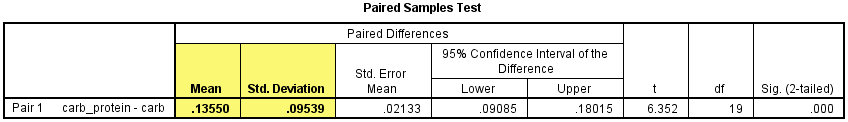 Paired Samples Test
Paired Differences
95% Confidence Interval of the
Difference
Std. Error
Mean
Mean Std. Deviation Lower Upper t df Sig. (2-tailed)
Pair 1 carb_protein - carb .13550 .09539 .02133 .09085 .18015 6.352 19 .000